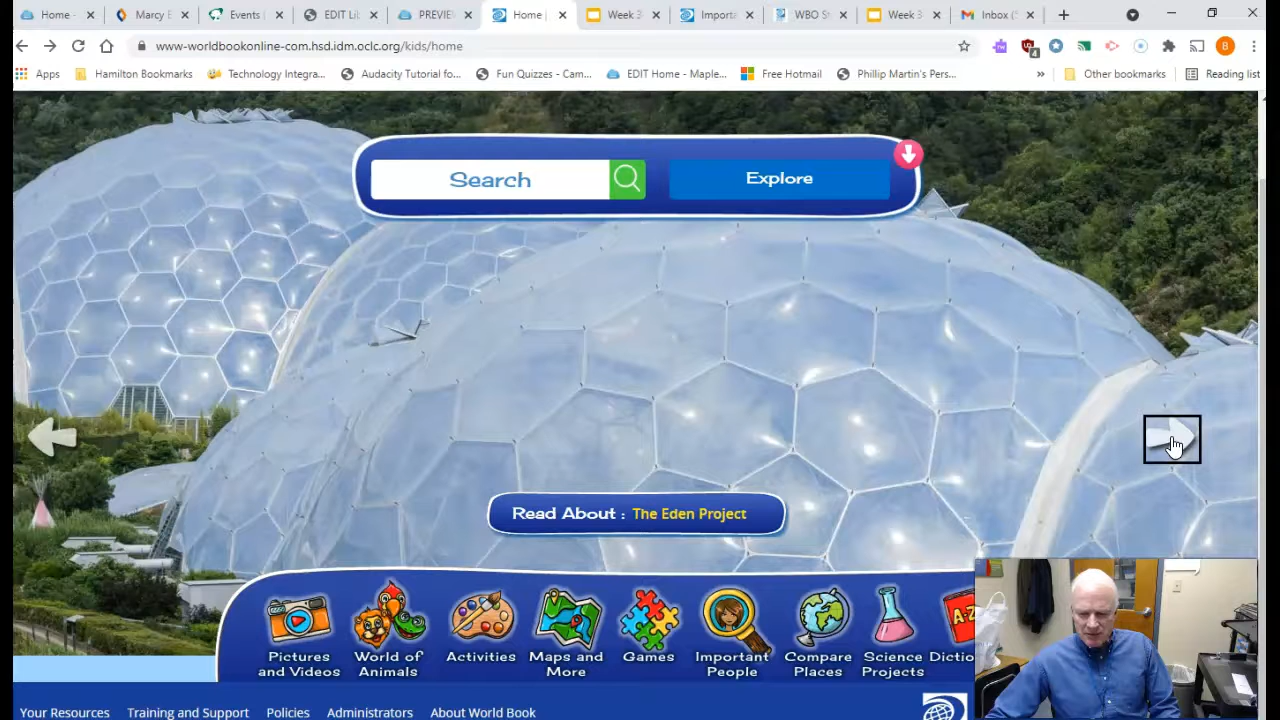 Home -
Marcy E
Events |
EDIT Li
PREVIE
Home |
Week 3
Importa
WBO St
Week 3
Inbox (
www-worldbookonline-com.hsd.idm.oclc.org/kids/home
4
B
Apps
Hamilton Bookmarks
Technology Integra...
Audacity Tutorial fo...
Fun Quizzes - Cam...
EDIT Home - Maple...
Free Hotmail
Phillip Martin's Pers...
»
Other bookmarks
Reading list
Search
Explore
Read About : The Eden Project
Pictures and Videos
World of Animals
Activities
Maps and More
Games
Important People
Compare Places
Science Projects
Dictio
A-Z
Your Resources
Training and Support
Policies
Administrators
About World Book